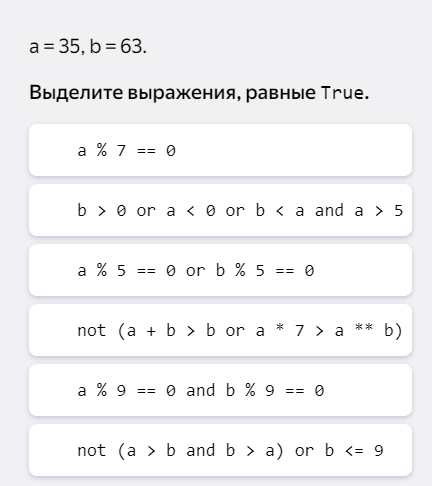 a = 35, b = 63.
Выделите выражения, равные True.
a % 7 == 0
b > 0 or a < 0 or b < a and a > 5
a % 5 == 0 or b % 5 == 0
not (a + b > b or a * 7 > a ** b)
a % 9 == 0 and b % 9 == 0
not (a > b and b > a) or b <= 9